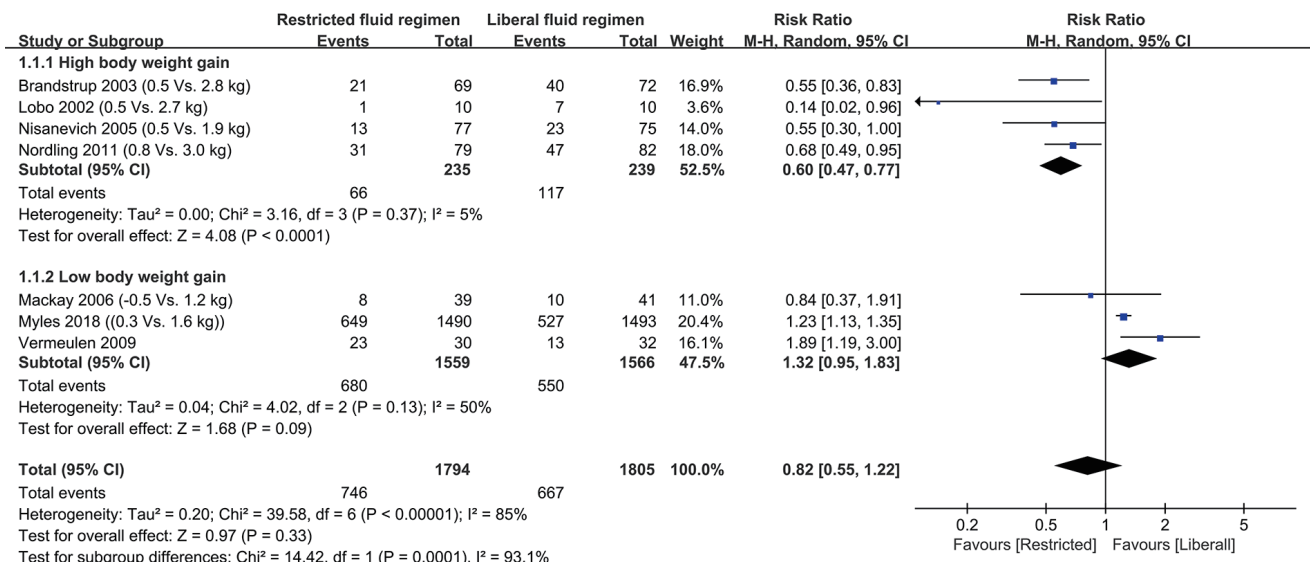 Restricted fluid regimen Liberal fluid regimen Risk Ratio Risk Ratio
Study or Subgroup Events Total Events Total Weight M-H, Random, 95% CI M-H, Random, 95% CI
1.1.1 High body weight gain
Brandstrup 2003 (0.5 Vs. 2.8 kg) 21 69 40 72 16.9% 0.55 [0.36, 0.83]
Lobo 2002 (0.5 Vs. 2.7 kg) 1 10 7 10 3.6% 0.14 [0.02, 0.96]
Nisanevich 2005 (0.5 Vs. 1.9 kg) 13 77 23 75 14.0% 0.55 [0.30, 1.00]
Nordling 2011 (0.8 Vs. 3.0 kg) 31 79 47 82 18.0% 0.68 [0.49, 0.95]
Subtotal (95% CI) 235 239 52.5% 0.60 [0.47, 0.77]
Total events 66 117
Heterogeneity: Tau² = 0.00; Chi² = 3.16, df = 3 (P = 0.37); I² = 5%
Test for overall effect: Z = 4.08 (P < 0.0001)
1.1.2 Low body weight gain
Mackay 2006 (-0.5 Vs. 1.2 kg) 8 39 10 41 11.0% 0.84 [0.37, 1.91]
Myles 2018 ((0.3 Vs. 1.6 kg)) 649 1490 527 1493 20.4% 1.23 [1.13, 1.35]
Vermeulen 2009 23 30 13 32 16.1% 1.89 [1.19, 3.00]
Subtotal (95% CI) 1559 1566 47.5% 1.32 [0.95, 1.83]
Total events 680 550
Heterogeneity: Tau² = 0.04; Chi² = 4.02, df = 2 (P = 0.13); I² = 50%
Test for overall effect: Z = 1.68 (P = 0.09)
Total (95% CI) 1794 1805 100.0% 0.82 [0.55, 1.22]
Total events 746 667
Heterogeneity: Tau² = 0.20; Chi² = 39.58, df = 6 (P < 0.00001); I² = 85%
Test for overall effect: Z = 0.97 (P = 0.33)
Test for subgroup differences: Chi² = 14.42, df = 1 (P = 0.0001), I² = 93.1%
0.2 0.5 1 2 5
Favours [Restricted] Favours [Liberall]